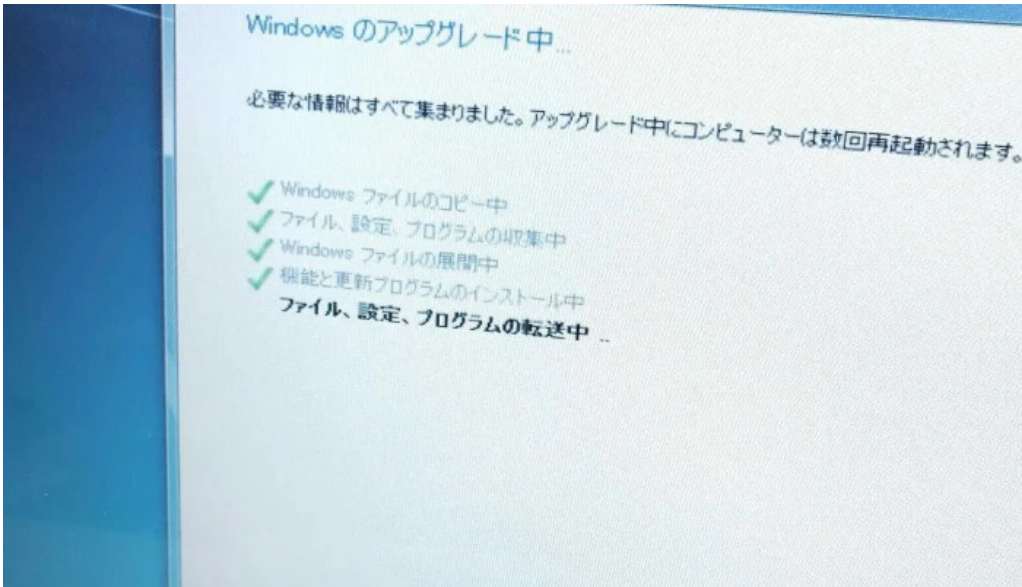 Windows のアップグレード中...
必要な情報はすべて集まりました。アップグレード中にコンピューターは数回再起動されます。
Windows ファイルのコピー中
ファイル、設定、プログラムの収集中
Windows ファイルの展開中
機能と更新プログラムのインストール中
ファイル、設定、プログラムの転送中 ..